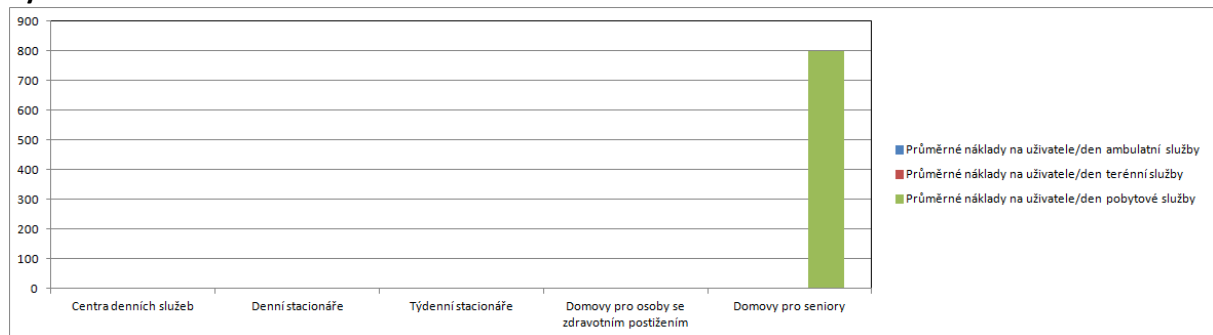 900
800
700
600
500
400
300
200
100
0
Centra denních služeb
Denní stacionáře
Týdenní stacionáře
Domovy pro osoby se
zdravotním postižením
Domovy pro seniory
Průměrné náklady na uživatele/den ambulatní služby
Průměrné náklady na uživatele/den terénní služby
Průměrné náklady na uživatele/den pobytové služby